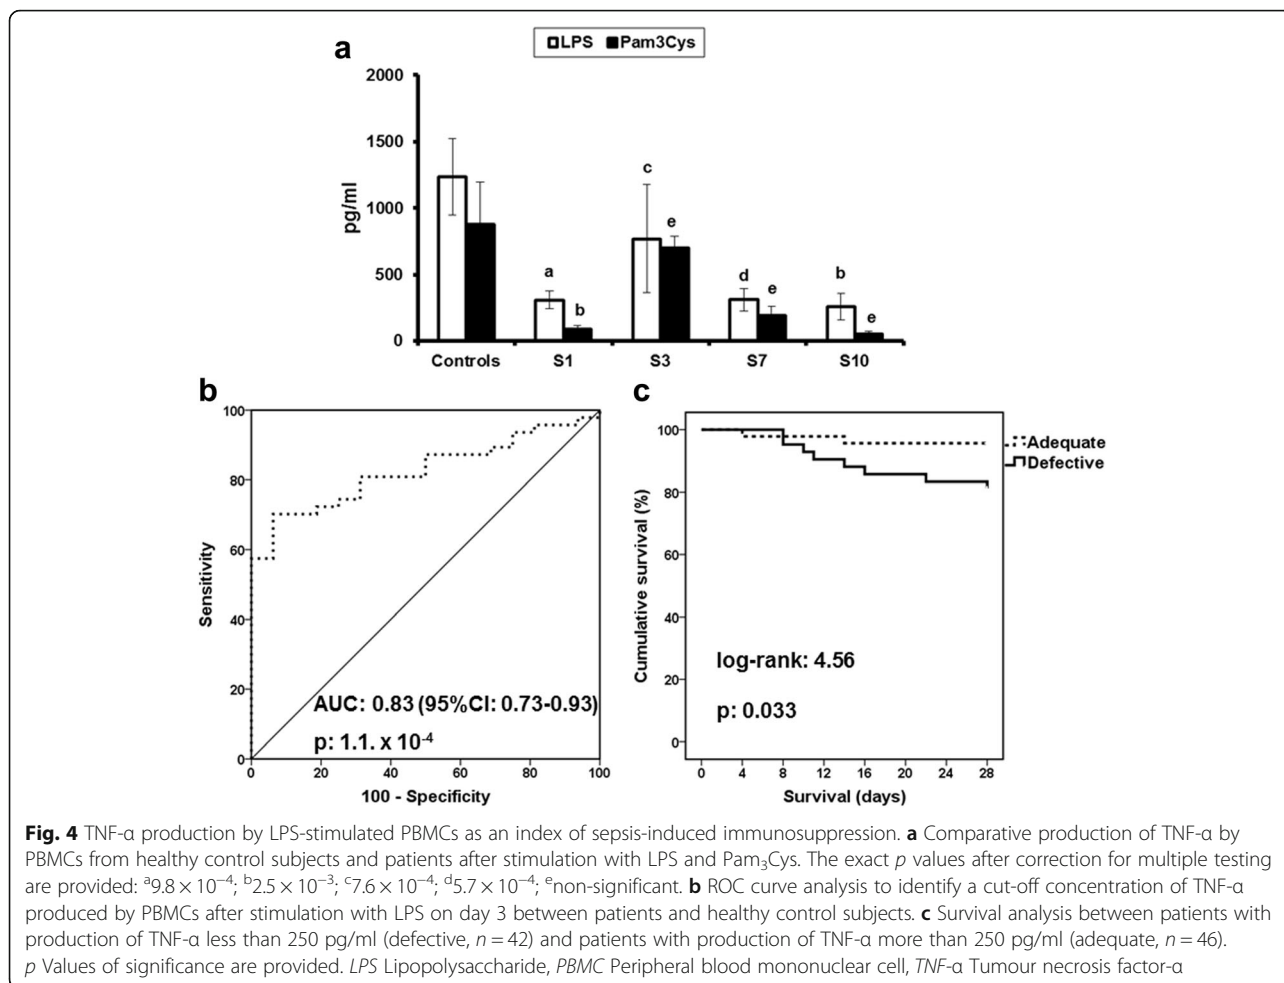 a
LPS Pam3Cys
2000
1500
1000
500
0
pg/ml
a
b
c
e
d
e
b
e
Controls S1 S3 S7 S10
b
100
80
60
40
20
0
Sensitivity
AUC: 0.83 (95%CI: 0.73-0.93)
p: 1.1. x 10⁻⁴
0 20 40 60 80 100
100 - Specificity
c
100
80
60
40
20
0
Cumulative survival (%)
Adequate
Defective
log-rank: 4.56
p: 0.033
0 4 8 12 16 20 24 28
Survival (days)
Fig. 4 TNF-α production by LPS-stimulated PBMCs as an index of sepsis-induced immunosuppression. a Comparative production of TNF-α by
PBMCs from healthy control subjects and patients after stimulation with LPS and Pam₃Cys. The exact p values after correction for multiple testing
are provided: ᵃ9.8 × 10⁻⁴; ᵇ2.5 × 10⁻³; ᶜ7.6 × 10⁻⁴; ᵈ5.7 × 10⁻⁴; ᵉnon-significant. b ROC curve analysis to identify a cut-off concentration of TNF-α
produced by PBMCs after stimulation with LPS on day 3 between patients and healthy control subjects. c Survival analysis between patients with
production of TNF-α less than 250 pg/ml (defective, n = 42) and patients with production of TNF-α more than 250 pg/ml (adequate, n = 46).
p Values of significance are provided. LPS Lipopolysaccharide, PBMC Peripheral blood mononuclear cell, TNF-α Tumour necrosis factor-α